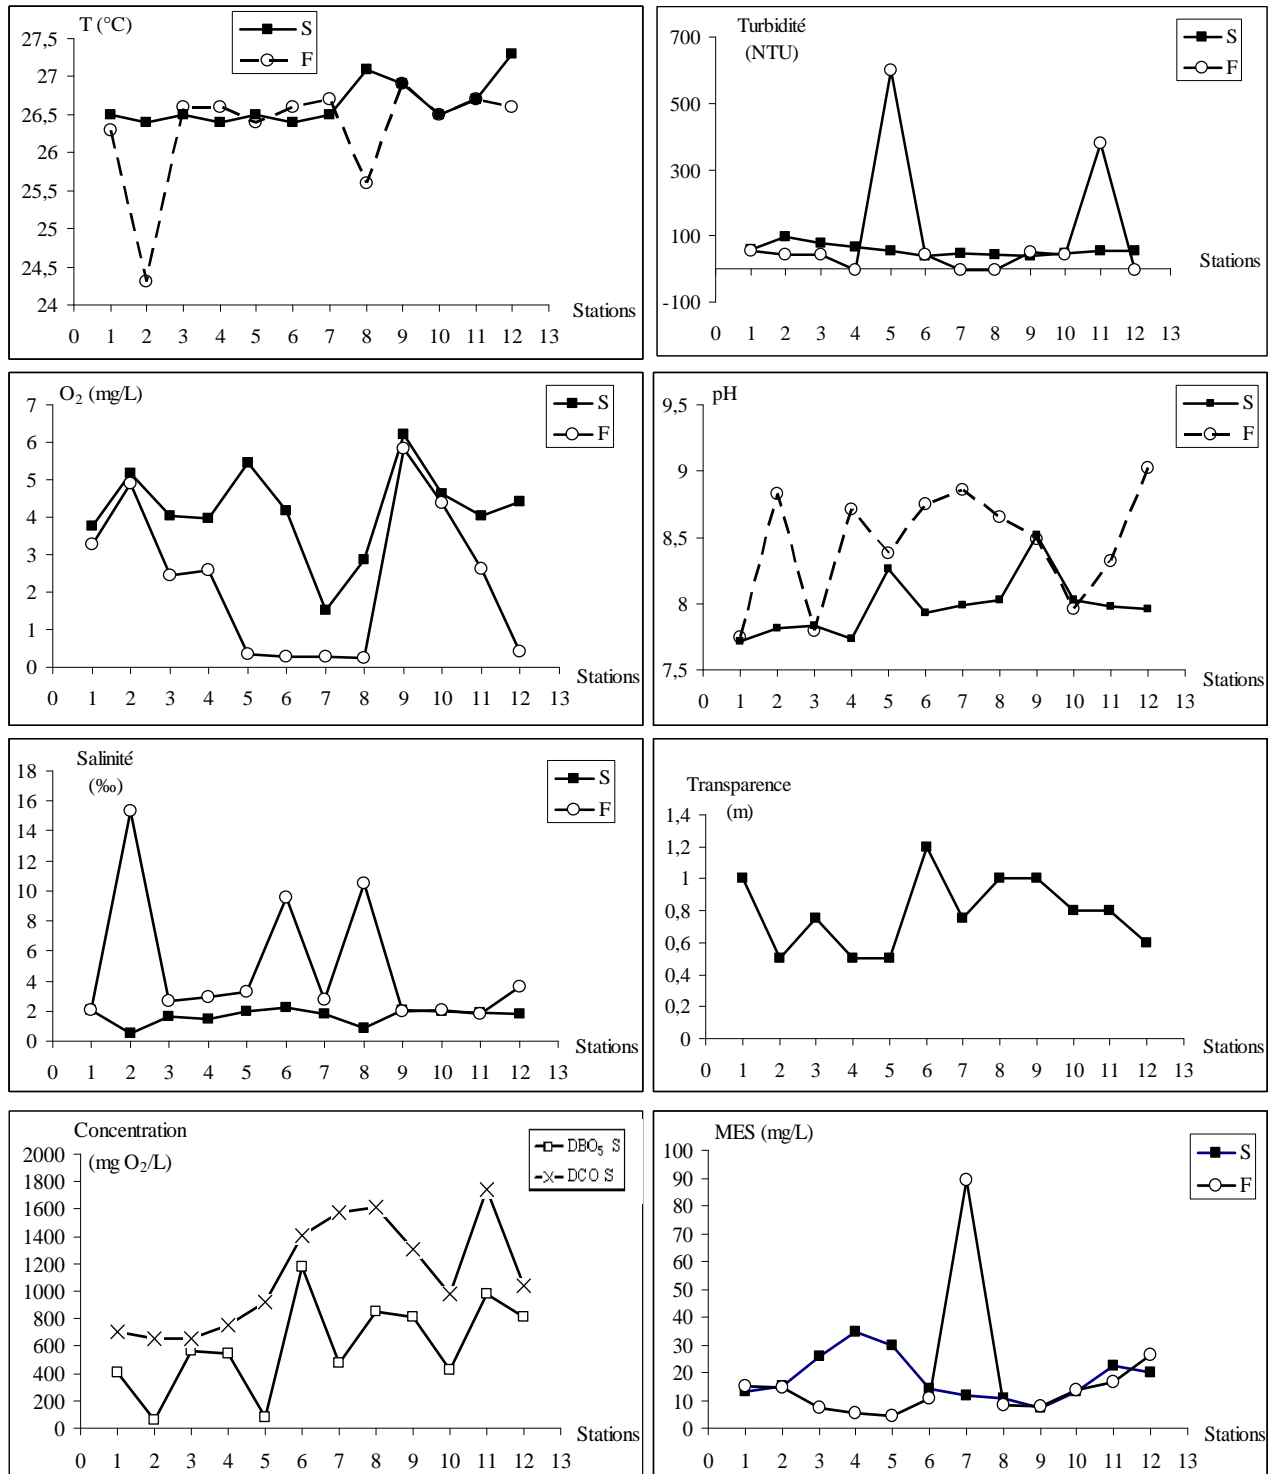 T (°C)
S
F
27,5
27
26,5
26
25,5
25
24,5
24
Stations
0 1 2 3 4 5 6 7 8 9 10 11 12 13
Turbidité
(NTU)
S
F
700
500
300
100
-100
Stations
0 1 2 3 4 5 6 7 8 9 10 11 12 13
O₂ (mg/L)
S
F
7
6
5
4
3
2
1
0
Stations
0 1 2 3 4 5 6 7 8 9 10 11 12 13
pH
S
F
9,5
9
8,5
8
7,5
Stations
0 1 2 3 4 5 6 7 8 9 10 11 12 13
Salinité
(‰)
S
F
18
16
14
12
10
8
6
4
2
0
Stations
0 1 2 3 4 5 6 7 8 9 10 11 12 13
Transparence
(m)
1,4
1,2
1
0,8
0,6
0,4
0,2
0
Stations
0 1 2 3 4 5 6 7 8 9 10 11 12 13
Concentration
(mg O₂/L)
DBO₅ S
DCO S
2000
1800
1600
1400
1200
1000
800
600
400
200
0
Stations
0 1 2 3 4 5 6 7 8 9 10 11 12 13
MES (mg/L)
S
F
100
90
80
70
60
50
40
30
20
10
0
Stations
0 1 2 3 4 5 6 7 8 9 10 11 12 13